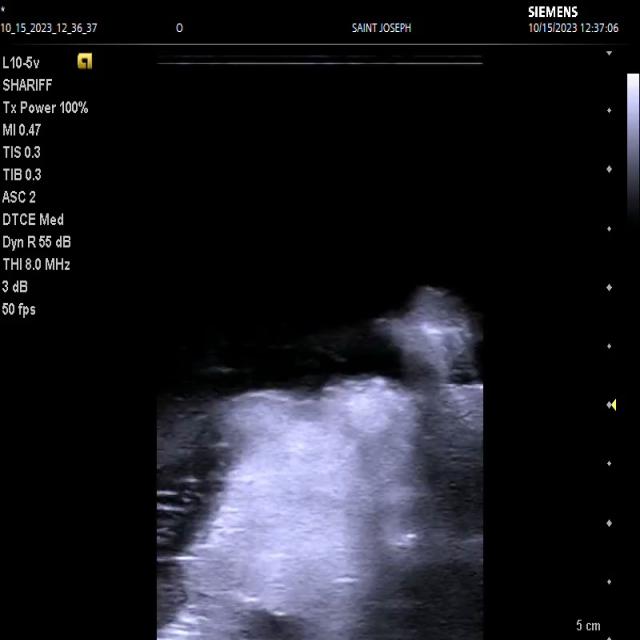 *
SIEMENS
10_15_2023_12_36_37 O SAINT JOSEPH 10/15/2023 12:37:06
L10-5v
SHARIFF
Tx Power 100%
MI 0.47
TIS 0.3
TIB 0.3
ASC 2
DTCE Med
Dyn R 55 dB
THI 8.0 MHz
3 dB
50 fps
5 cm